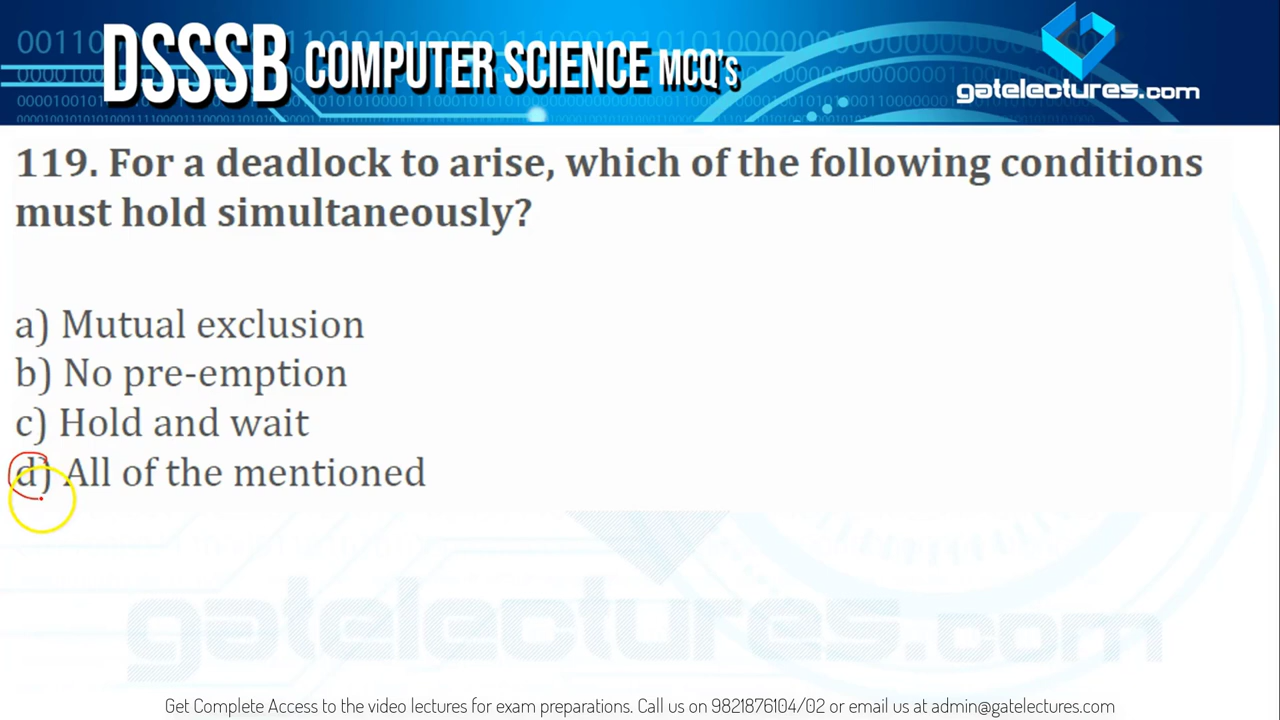 DSSSB COMPUTER SCIENCE MCQ's
gatelectures.com
119. For a deadlock to arise, which of the following conditions
must hold simultaneously?
a) Mutual exclusion
b) No pre-emption
c) Hold and wait
d) All of the mentioned
gatelectures.com
Get Complete Access to the video lectures for exam preparations. Call us on 9821876104/02 or email us at admin@gatelectures.com